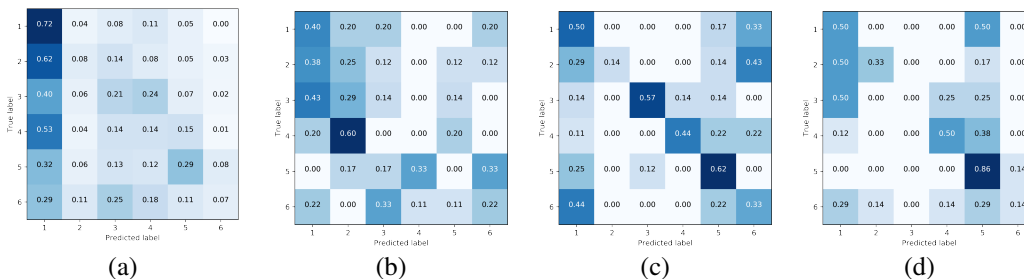 1 0.72 0.04 0.08 0.11 0.05 0.00
2 0.62 0.08 0.14 0.08 0.05 0.03
3 0.40 0.06 0.21 0.24 0.07 0.02
True label
4 0.53 0.04 0.14 0.14 0.15 0.01
5 0.32 0.06 0.13 0.12 0.29 0.08
6 0.29 0.11 0.25 0.18 0.11 0.07
1 2 3 4 5 6
Predicted label
(a)
1 0.40 0.20 0.20 0.00 0.00 0.20
2 0.38 0.25 0.12 0.00 0.12 0.12
3 0.43 0.29 0.14 0.00 0.14 0.00
True label
4 0.20 0.60 0.00 0.00 0.20 0.00
5 0.00 0.17 0.17 0.33 0.00 0.33
6 0.22 0.00 0.33 0.11 0.11 0.22
1 2 3 4 5 6
Predicted label
(b)
1 0.50 0.00 0.00 0.00 0.17 0.33
2 0.29 0.14 0.00 0.00 0.14 0.43
3 0.14 0.00 0.57 0.14 0.14 0.00
True label
4 0.11 0.00 0.00 0.44 0.22 0.22
5 0.25 0.00 0.12 0.00 0.62 0.00
6 0.44 0.00 0.00 0.00 0.22 0.33
1 2 3 4 5 6
Predicted label
(c)
1 0.50 0.00 0.00 0.00 0.50 0.00
2 0.50 0.33 0.00 0.00 0.17 0.00
3 0.50 0.00 0.00 0.25 0.25 0.00
True label
4 0.12 0.00 0.00 0.50 0.38 0.00
5 0.00 0.00 0.00 0.00 0.86 0.14
6 0.29 0.14 0.00 0.14 0.29 0.14
1 2 3 4 5 6
Predicted label
(d)